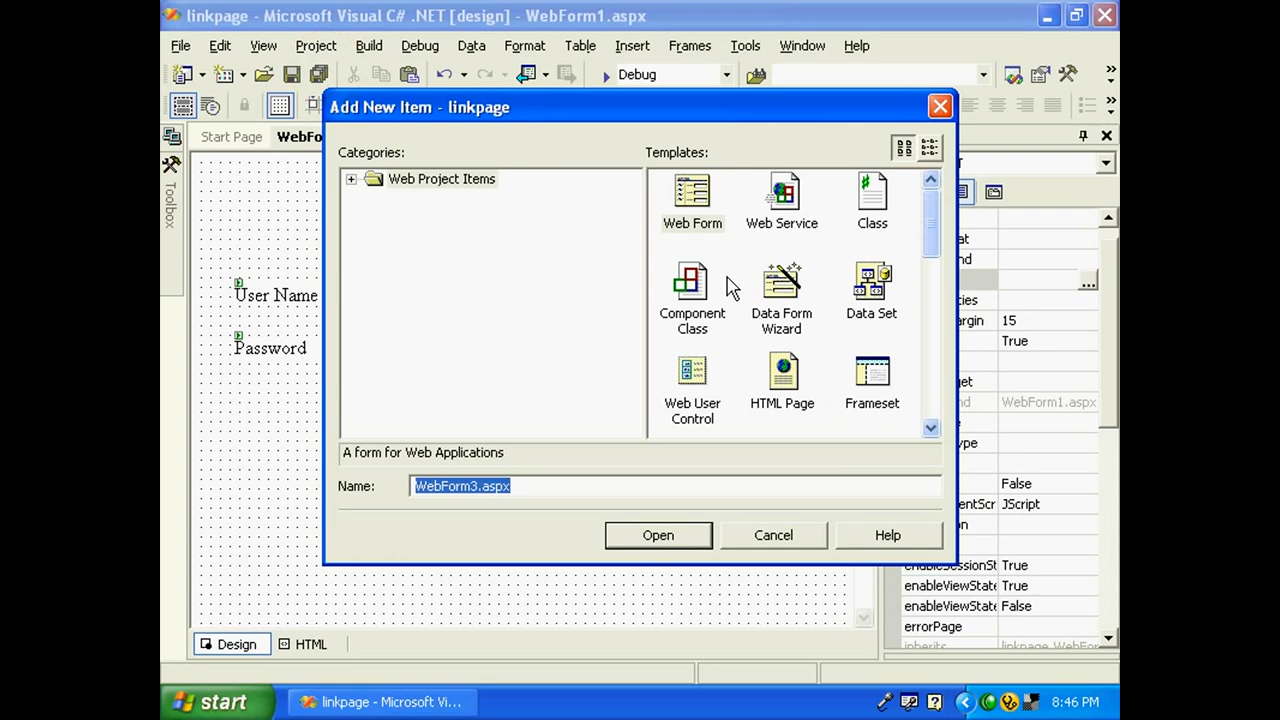 linkpage - Microsoft Visual C# .NET [design] - WebForm1.aspx
File Edit View Project Build Debug Data Format Table Insert Frames Tools Window Help
Debug
Start Page WebFo
Toolbox
User Name
Password
Add New Item - linkpage
Categories:
Templates:
Web Project Items
Web Form
Web Service
Class
Component Class
Data Form Wizard
Data Set
Web User Control
HTML Page
Frameset
A form for Web Applications
Name: WebForm3.aspx
Open Cancel Help
15
True
WebForm1.aspx
False
JScript
True
enableViewState True
enableViewState False
errorPage
Design HTML
start linkpage - Microsoft Vi... 8:46 PM